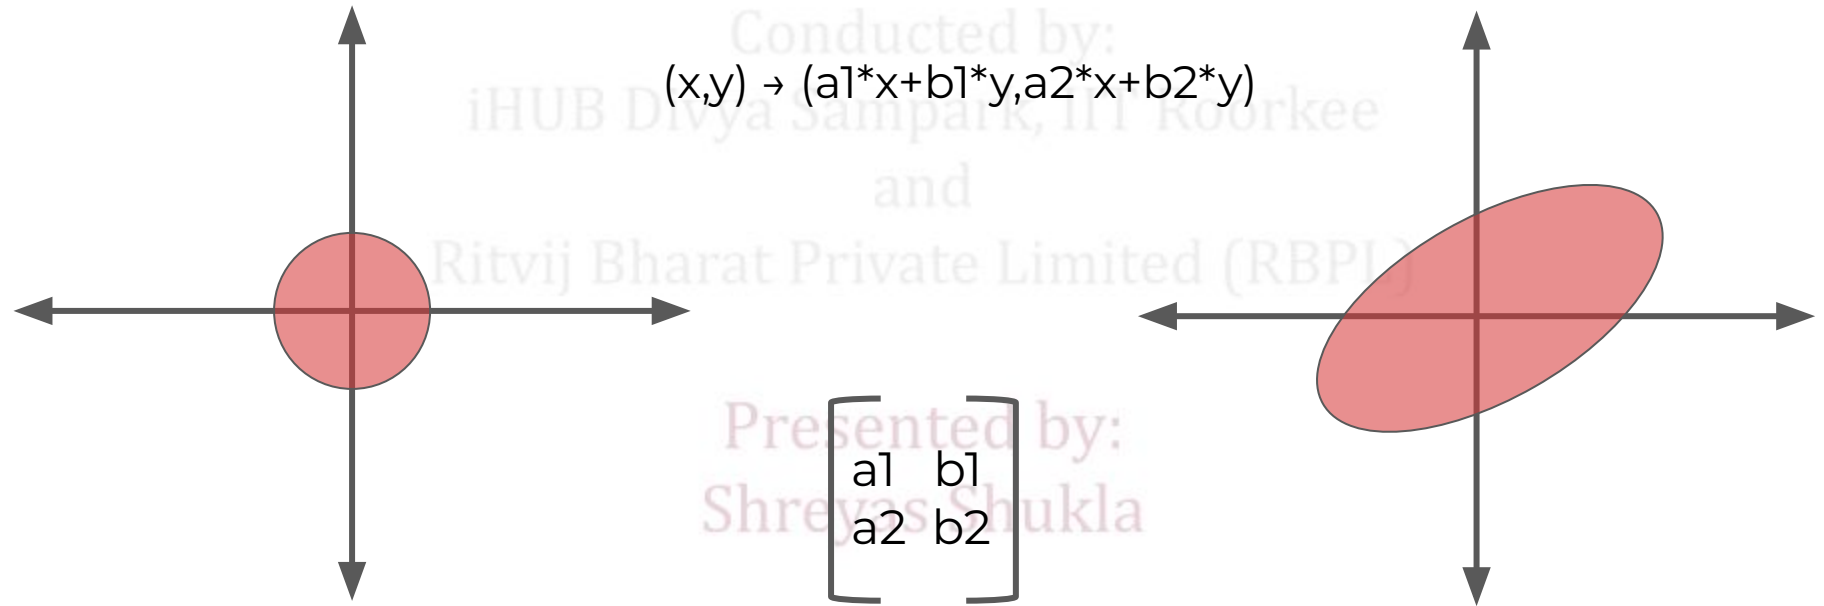 Conducted by:
(x,y) → (a1*x+b1*y,a2*x+b2*y)
iHUB Divya Sampark, IIT Roorkee
and
Ritvij Bharat Private Limited (RBPL)
Presented by:
a1 b1
Shreyas Shukla
a2 b2